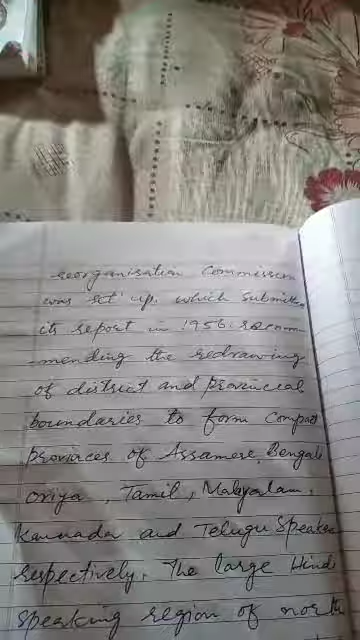 reorganisation Commission
was set up. which Submitted
its report in 1956. recom
-mending the redrawing
of district and provincial
boundaries to form Compact
provinces of Assamese, Bengali
oriya, Tamil, Malayalam,
Kannada and Telugu Speaker
respectively. The large Hindi
Speaking region of north